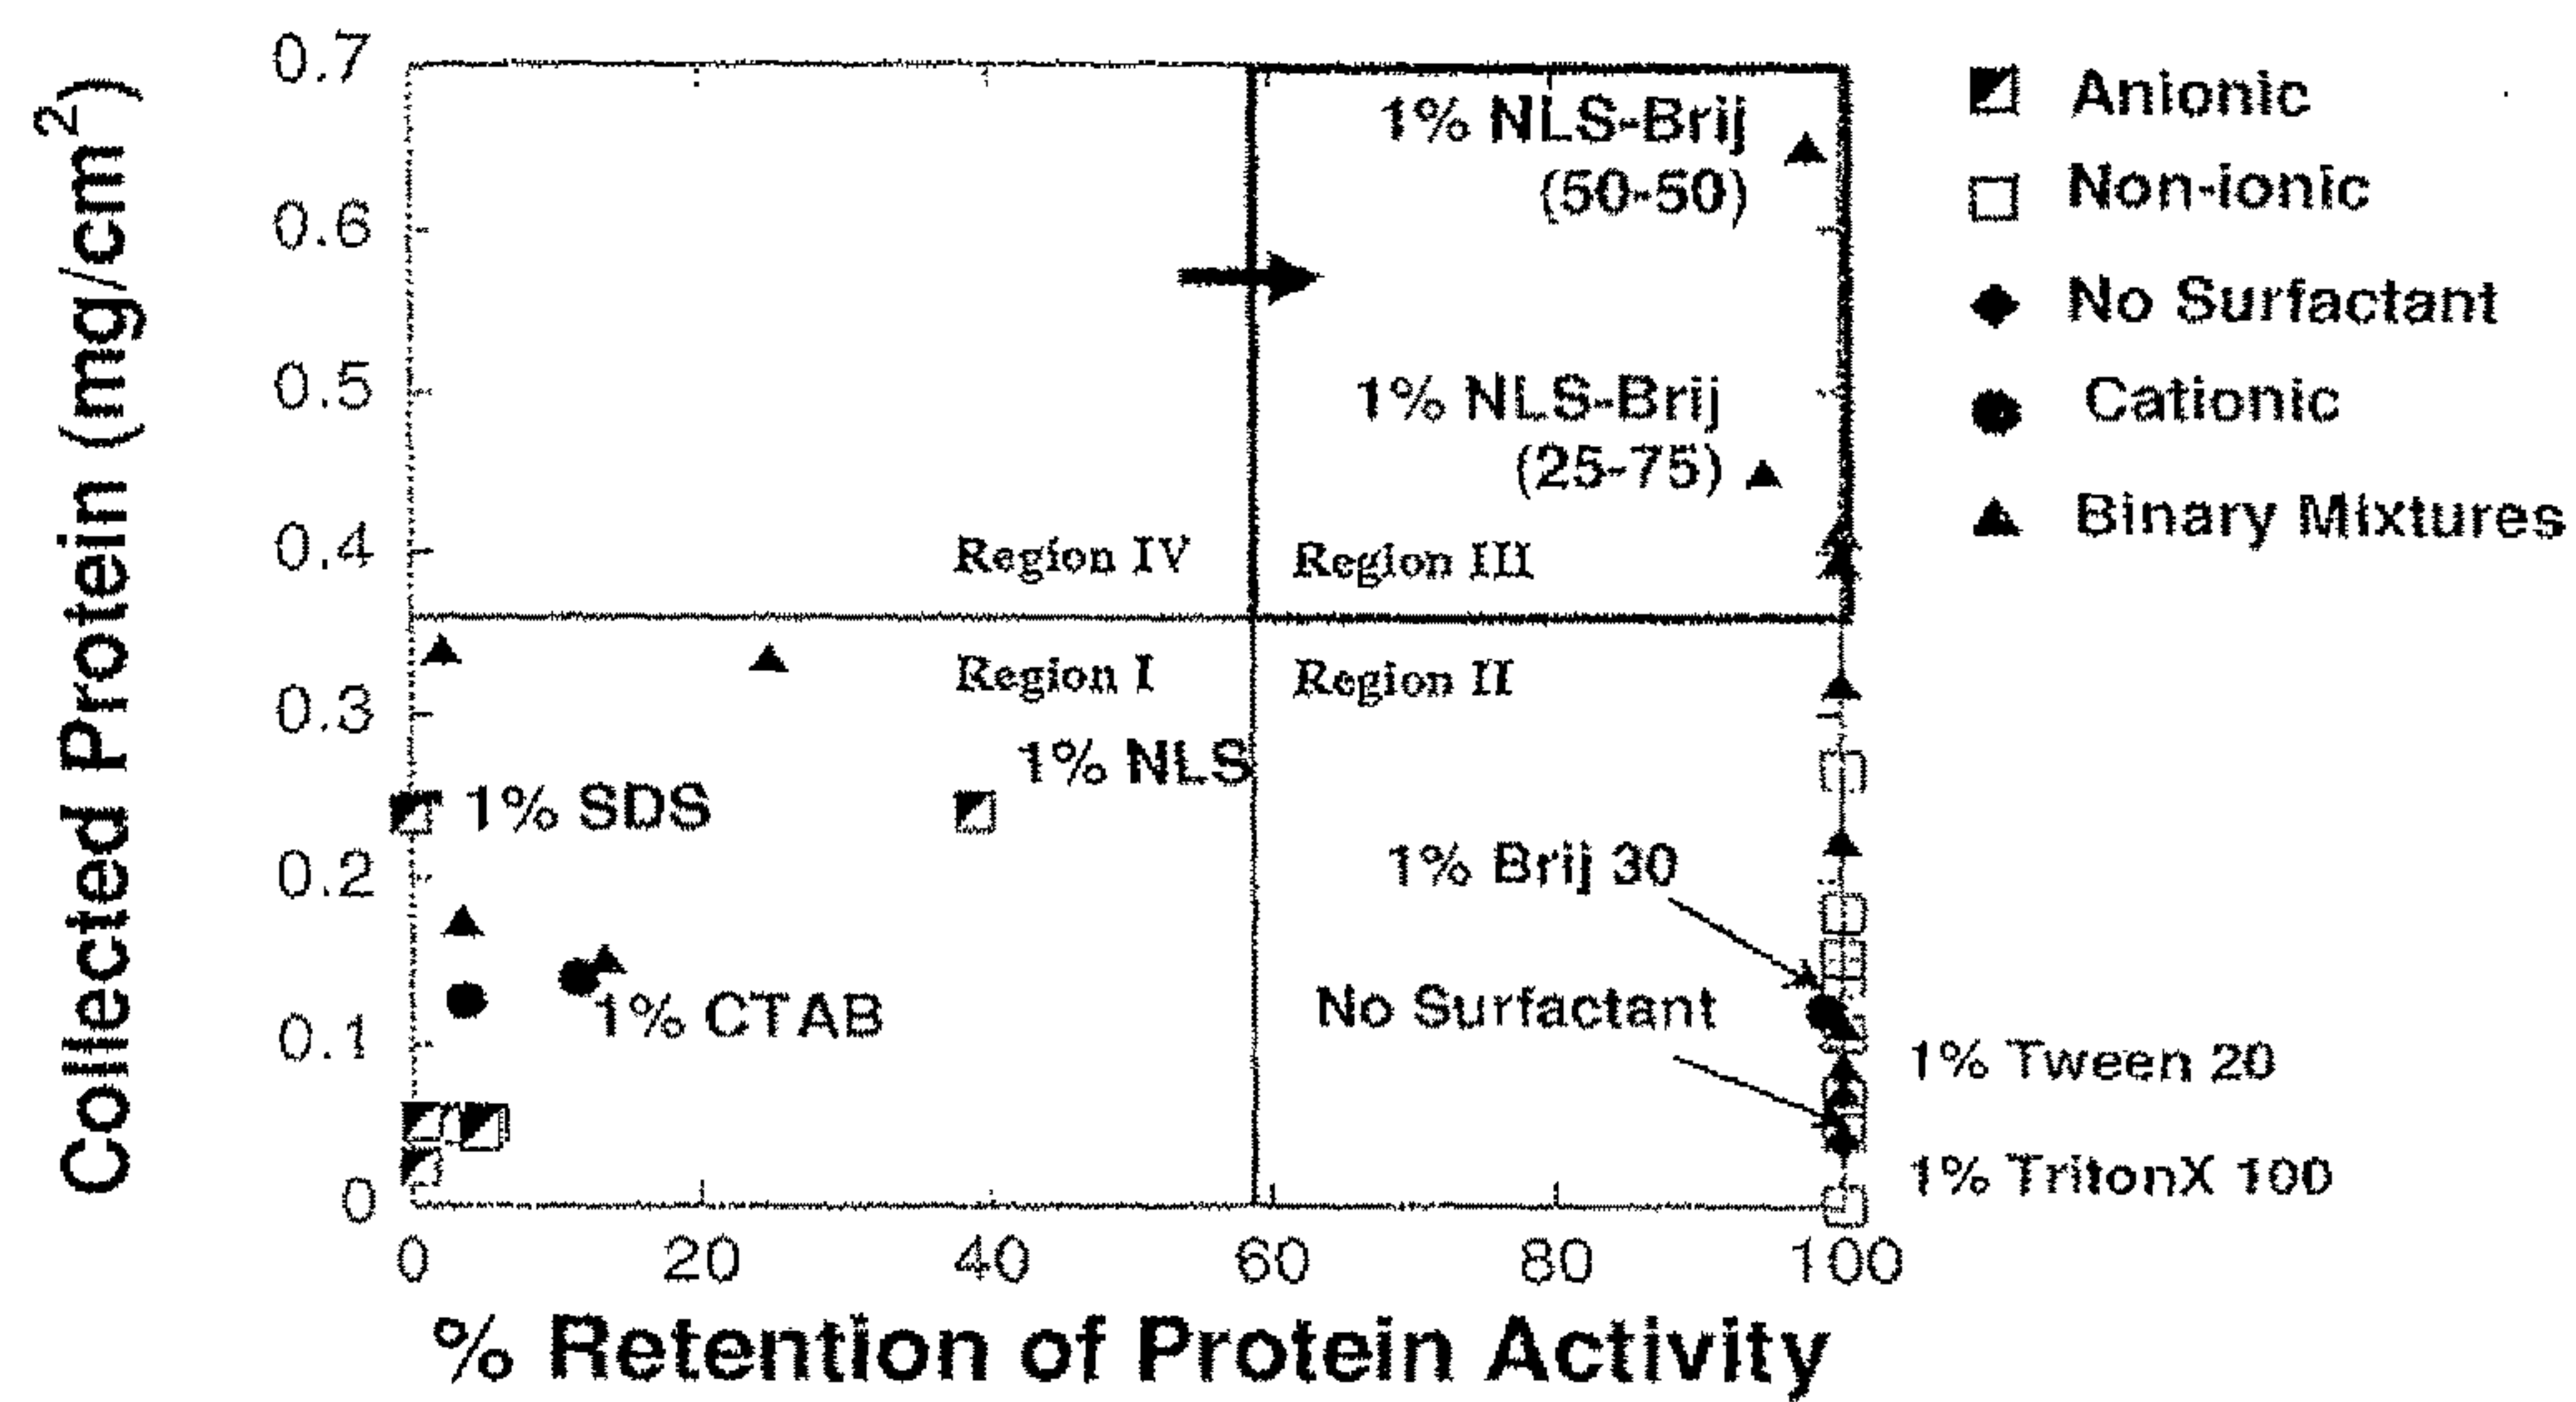 Collected Protein (mg/cm²)
0.7
0.6
0.5
0.4
0.3
0.2
0.1
0
1% NLS-Brij
(50-50)
1% NLS-Brij
(25-75)
Region IV
Region III
Region I
Region II
1% NLS
1% SDS
1% CTAB
1% Brij 30
No Surfactant
1% Tween 20
1% TritonX 100
0 20 40 60 80 100
% Retention of Protein Activity
Anionic
Non-ionic
No Surfactant
Cationic
Binary Mixtures